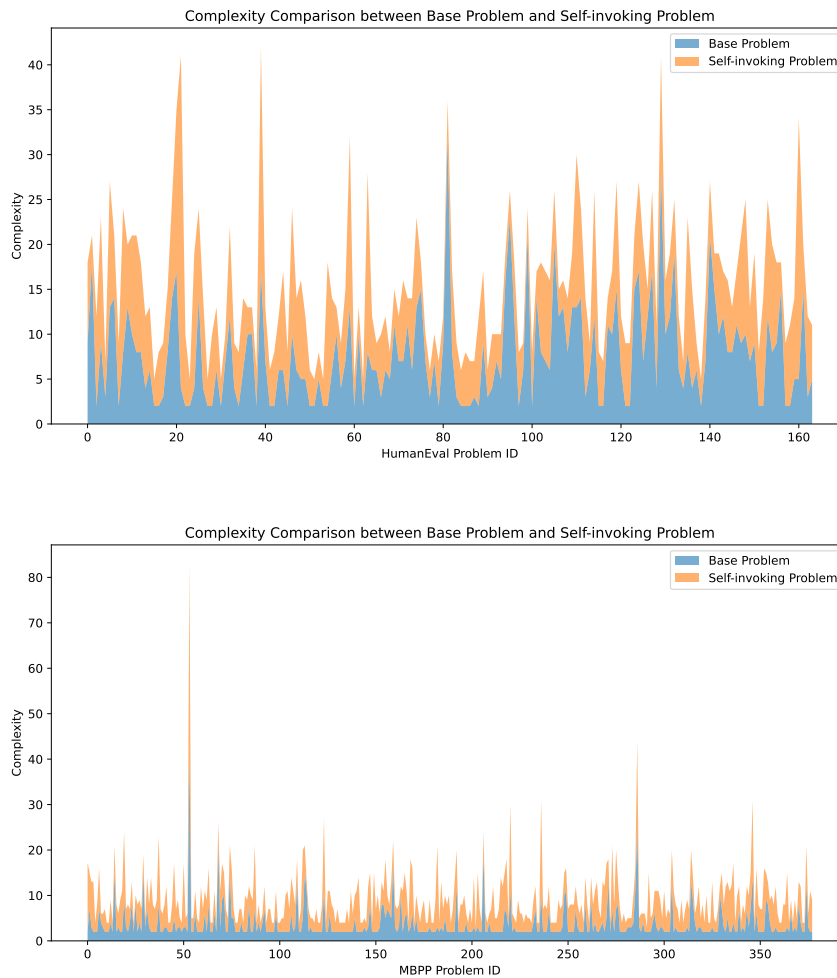 Complexity Comparison between Base Problem and Self-invoking Problem
Base Problem
Self-invoking Problem
40
35
30
25
20
15
10
5
0
Complexity
0 20 40 60 80 100 120 140 160
HumanEval Problem ID
Complexity Comparison between Base Problem and Self-invoking Problem
Base Problem
Self-invoking Problem
80
70
60
50
40
30
20
10
0
Complexity
0 50 100 150 200 250 300 350
MBPP Problem ID